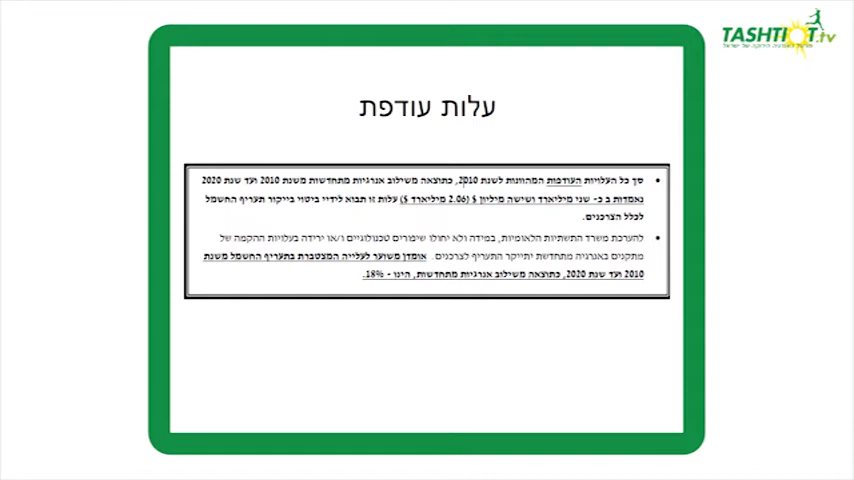 TASHTIOT.tv
עלות עודפת
סך כל העלויות העודפות המהוונות לשנת 2010, כתוצאה משילוב אנרגיות מתחדשות משנת 2010 ועד שנת 2020
נאמדות ב כ- שני מיליארד ושישה מיליון $ (2.06 מיליארד $) עלות זו תבוא לידיי ביטוי בייקור תעריף החשמל
לכלל הצרכנים.
להערכת משרד התשתיות הלאומיות, במידה ולא יחולו שיפורים טכנולוגיים ו/או ירידה בעלויות ההקמה של
מתקנים באנרגיה מתחדשת יתייקר התעריף לצרכנים. אומדן משוער לעלייה המצטברת בתעריף החשמל משנת
2010 ועד שנת 2020, כתוצאה משילוב אנרגיות מתחדשות, הינו - 18%.